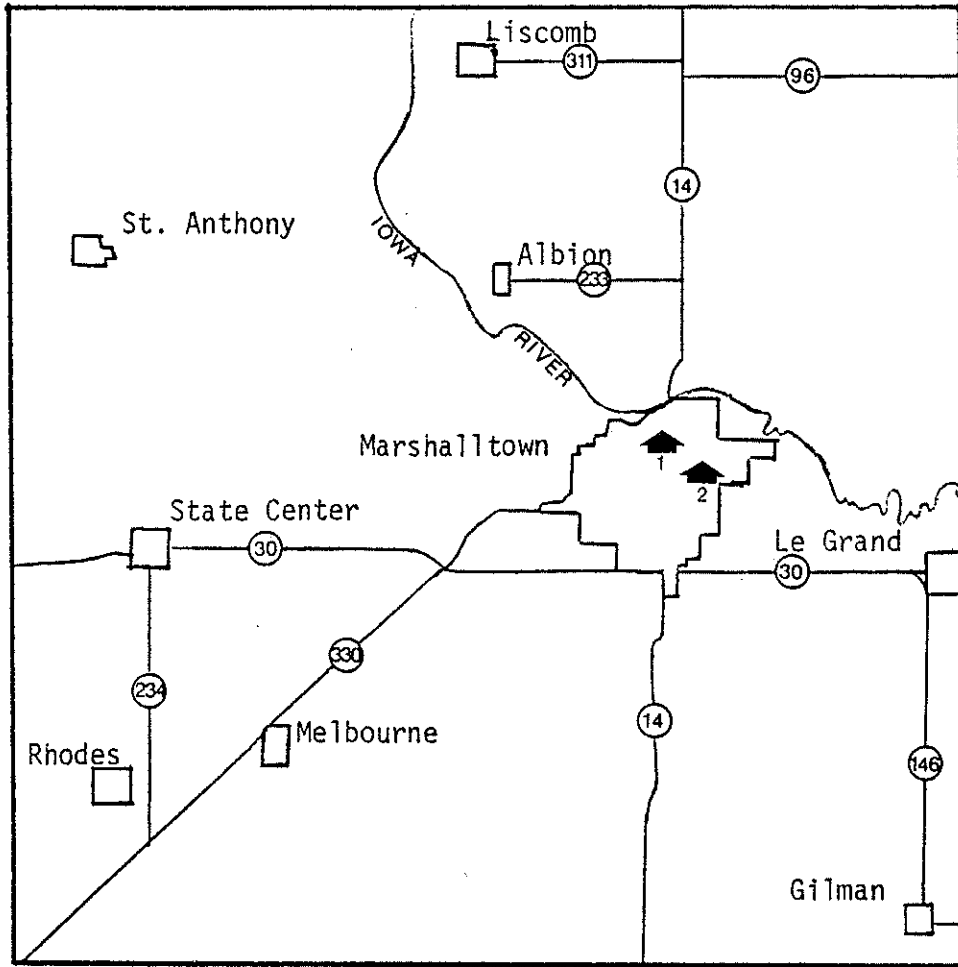 Liscomb
311
96
14
St. Anthony
IOWA
Albion
233
RIVER
Marshalltown
1
2
State Center
30
Le Grand
30
330
234
14
Melbourne
Rhodes
146
Gilman